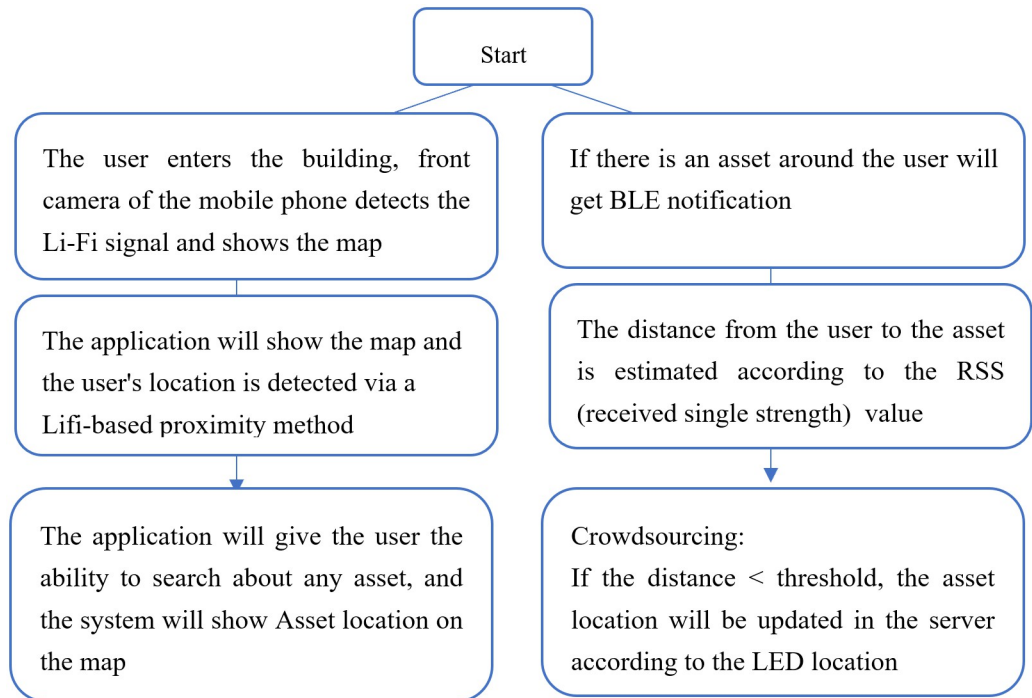 Start
The user enters the building, front
camera of the mobile phone detects the
Li-Fi signal and shows the map
If there is an asset around the user will
get BLE notification
The application will show the map and
the user's location is detected via a
Lifi-based proximity method
The distance from the user to the asset
is estimated according to the RSS
(received single strength) value
The application will give the user the
ability to search about any asset, and
the system will show Asset location on
the map
Crowdsourcing:
If the distance < threshold, the asset
location will be updated in the server
according to the LED location